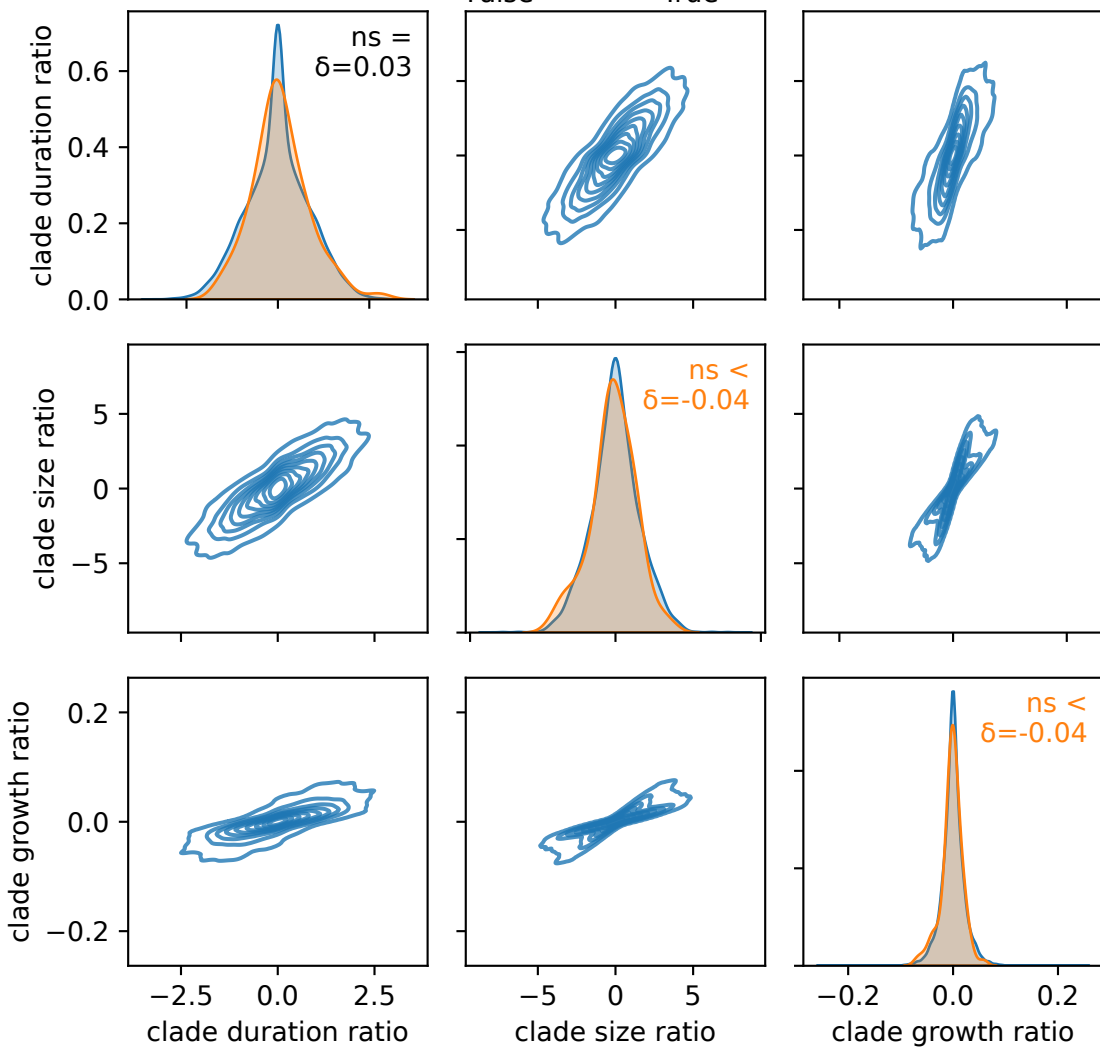 clade duration ratio
0.6
0.4
0.2
0.0
ns =
δ=0.03
clade size ratio
5
0
−5
ns <
δ=-0.04
clade growth ratio
0.2
0.0
−0.2
ns <
δ=-0.04
−2.5 0.0 2.5
clade duration ratio
−5 0 5
clade size ratio
−0.2 0.0 0.2
clade growth ratio